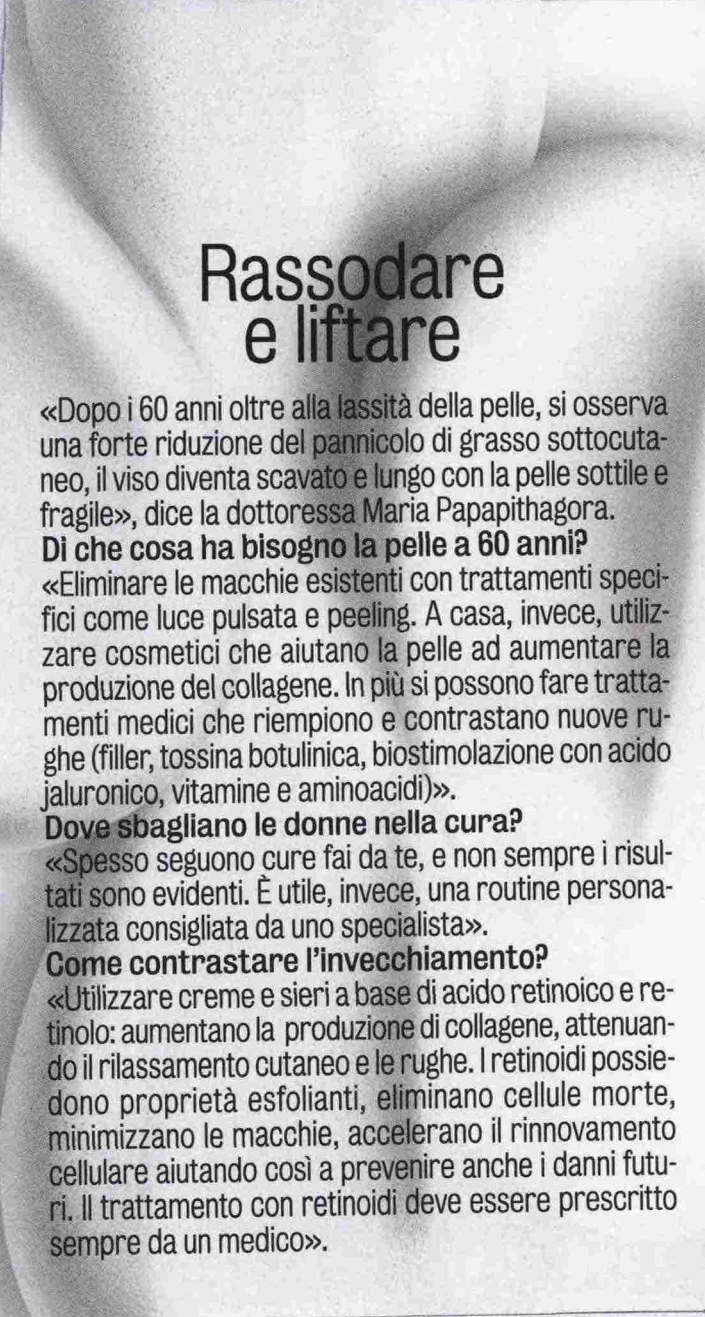 Rassodare
e liftare
«Dopo i 60 anni oltre alla lassità della pelle, si osserva
una forte riduzione del pannicolo di grasso sottocuta-
neo, il viso diventa scavato e lungo con la pelle sottile e
fragile», dice la dottoressa Maria Papapithagora.
Di che cosa ha bisogno la pelle a 60 anni?
«Eliminare le macchie esistenti con trattamenti speci-
fici come luce pulsata e peeling. A casa, invece, utiliz-
zare cosmetici che aiutano la pelle ad aumentare la
produzione del collagene. In più si possono fare tratta-
menti medici che riempiono e contrastano nuove ru-
ghe (filler, tossina botulinica, biostimolazione con acido
jaluronico, vitamine e aminoacidi)».
Dove sbagliano le donne nella cura?
«Spesso seguono cure fai da te, e non sempre i risul-
tati sono evidenti. È utile, invece, una routine persona-
lizzata consigliata da uno specialista».
Come contrastare l'invecchiamento?
«Utilizzare creme e sieri a base di acido retinoico e re-
tinolo: aumentano la produzione di collagene, attenuan-
do il rilassamento cutaneo e le rughe. I retinoidi possie-
dono proprietà esfolianti, eliminano cellule morte,
minimizzano le macchie, accelerano il rinnovamento
cellulare aiutando così a prevenire anche i danni futu-
ri. Il trattamento con retinoidi deve essere prescritto
sempre da un medico».